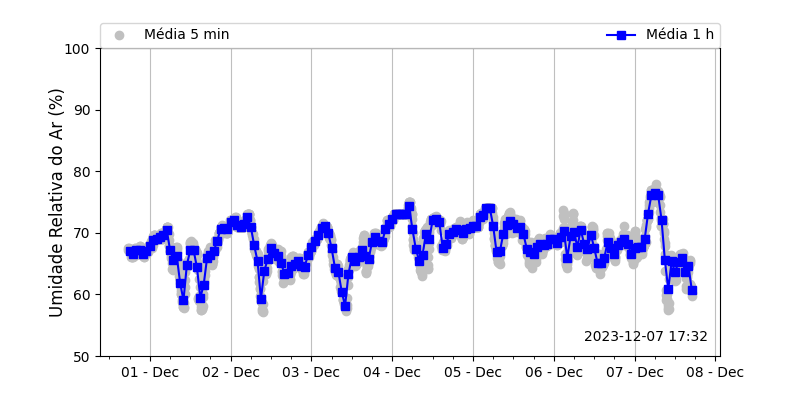 Média 5 min
Média 1 h
Umidade Relativa do Ar (%)
100
90
80
70
60
50
2023-12-07 17:32
01 - Dec
02 - Dec
03 - Dec
04 - Dec
05 - Dec
06 - Dec
07 - Dec
08 - Dec